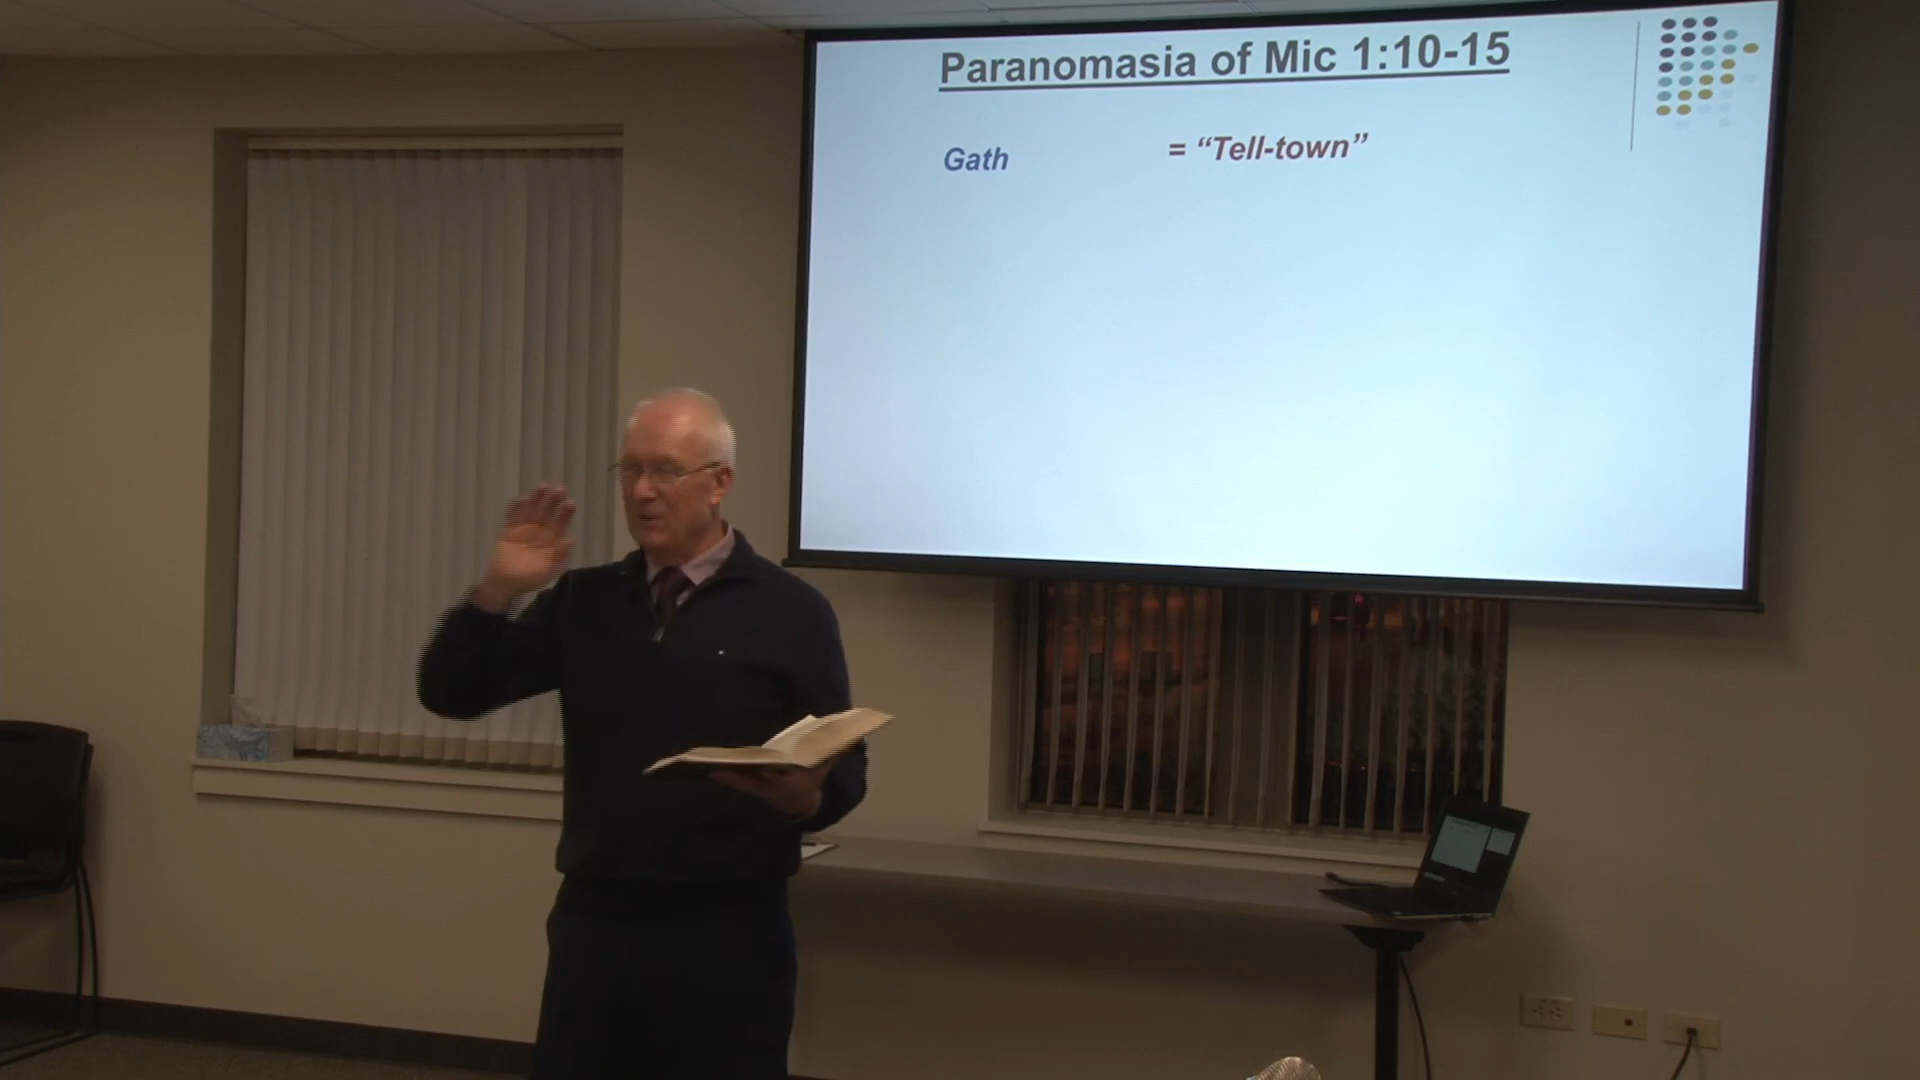 Paranomasia of Mic 1:10-15
Gath = “Tell-town”